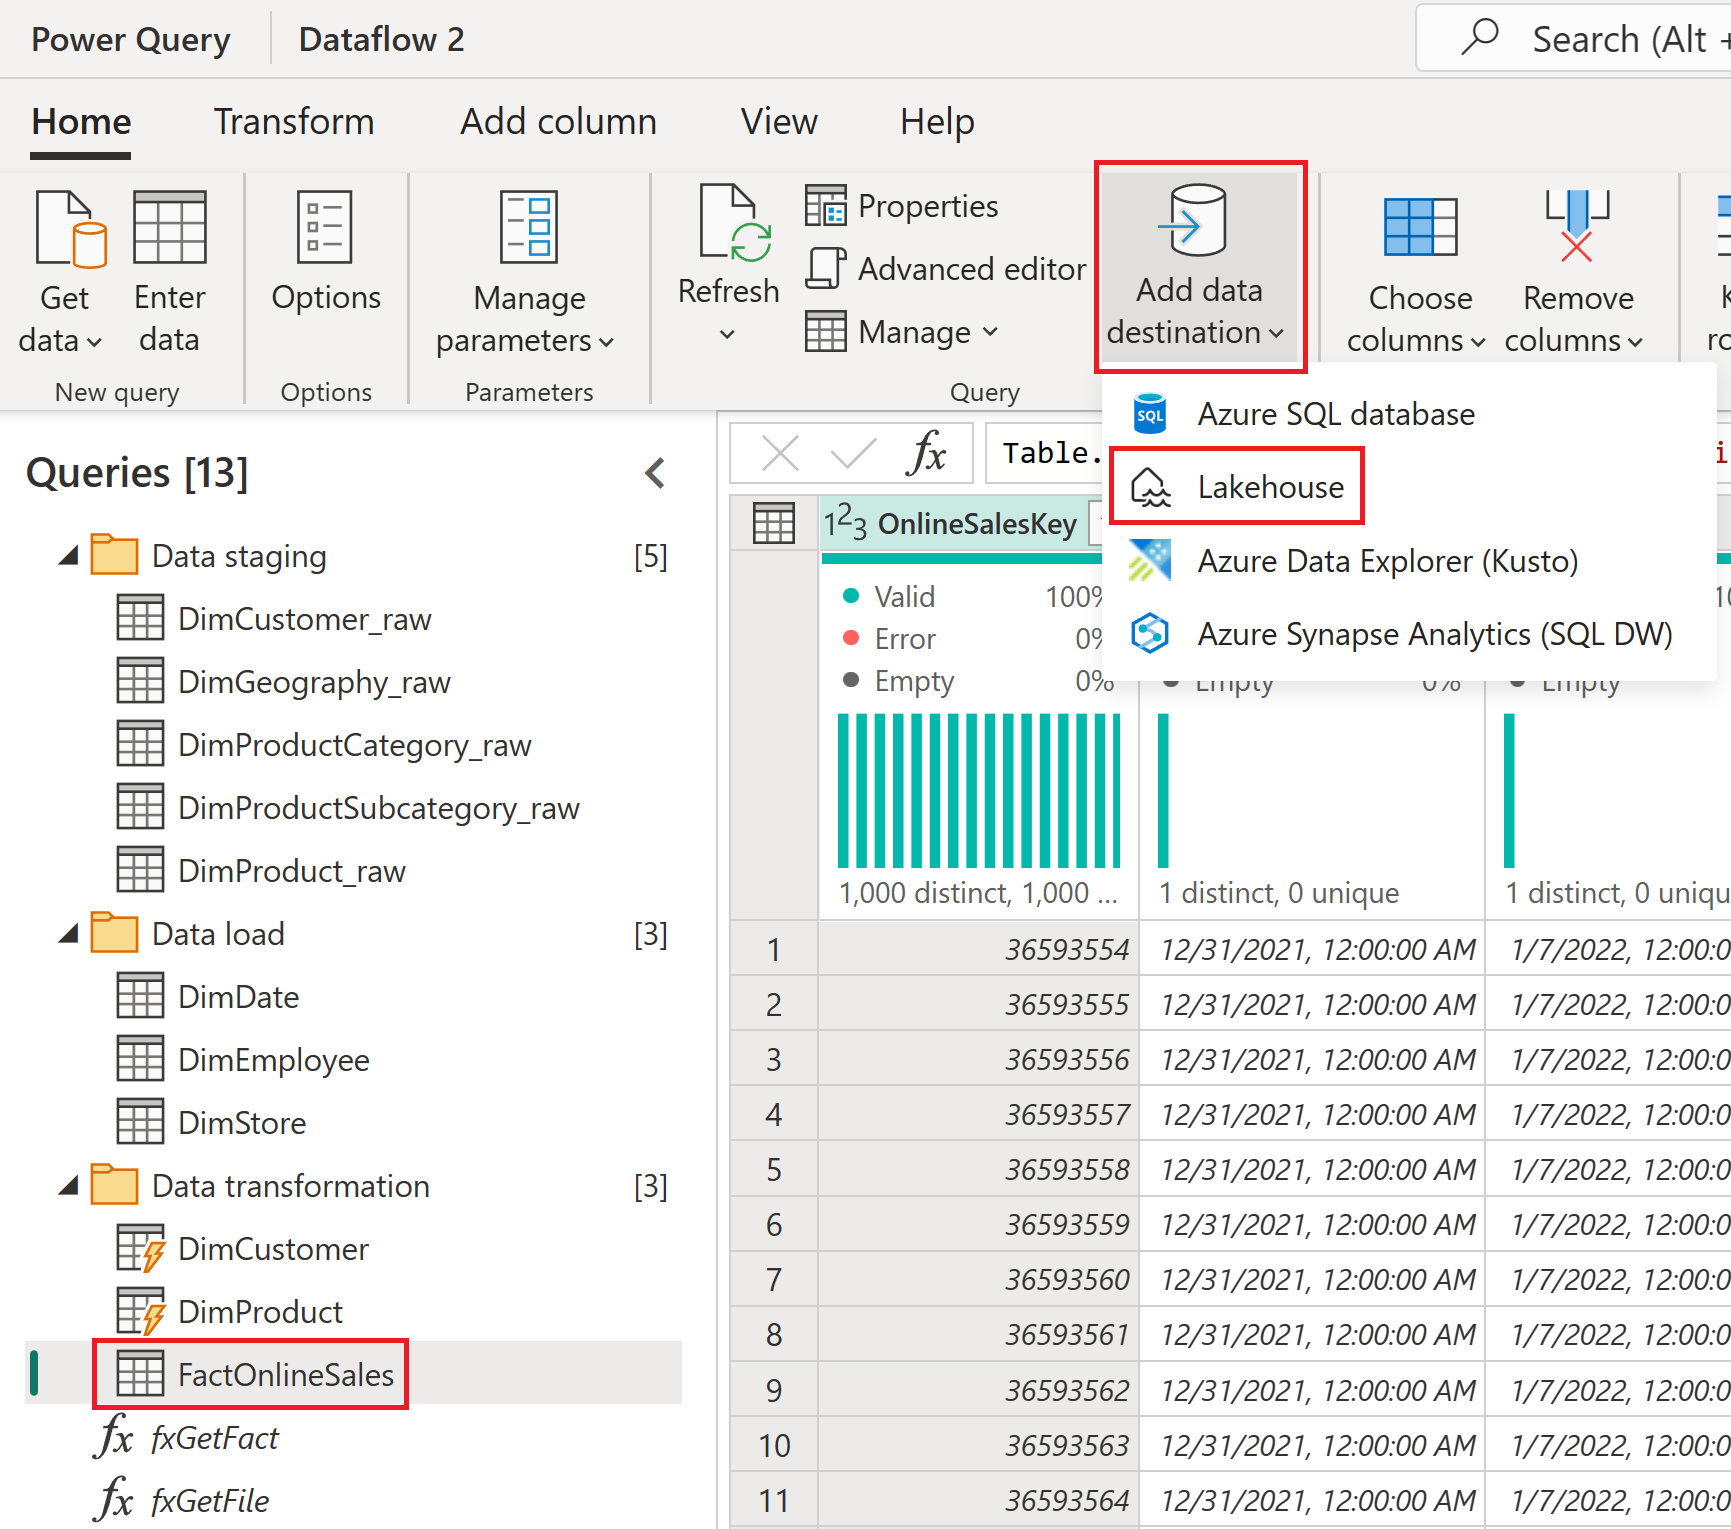 Power Query
Dataflow 2
Search (Alt +
Home
Transform
Add column
View
Help
Get data
Enter data
New query
Options
Options
Manage parameters
Parameters
Refresh
Properties
Advanced editor
Manage
Query
Add data destination
Choose columns
Remove columns
Azure SQL database
Lakehouse
Azure Data Explorer (Kusto)
Azure Synapse Analytics (SQL DW)
Queries [13]
Data staging [5]
DimCustomer_raw
DimGeography_raw
DimProductCategory_raw
DimProductSubcategory_raw
DimProduct_raw
Data load [3]
DimDate
DimEmployee
DimStore
Data transformation [3]
DimCustomer
DimProduct
FactOnlineSales
fx fxGetFact
fx fxGetFile
fx
Table.
123 OnlineSalesKey
Valid 100%
Error 0%
Empty 0%
Empty 0%
Empty
1,000 distinct, 1,000 ...
1 distinct, 0 unique
1 distinct, 0 uniqu
1 36593554 12/31/2021, 12:00:00 AM 1/7/2022, 12:00:0
2 36593555 12/31/2021, 12:00:00 AM 1/7/2022, 12:00:0
3 36593556 12/31/2021, 12:00:00 AM 1/7/2022, 12:00:0
4 36593557 12/31/2021, 12:00:00 AM 1/7/2022, 12:00:0
5 36593558 12/31/2021, 12:00:00 AM 1/7/2022, 12:00:0
6 36593559 12/31/2021, 12:00:00 AM 1/7/2022, 12:00:0
7 36593560 12/31/2021, 12:00:00 AM 1/7/2022, 12:00:0
8 36593561 12/31/2021, 12:00:00 AM 1/7/2022, 12:00:0
9 36593562 12/31/2021, 12:00:00 AM 1/7/2022, 12:00:0
10 36593563 12/31/2021, 12:00:00 AM 1/7/2022, 12:00:0
11 36593564 12/31/2021, 12:00:00 AM 1/7/2022, 12:00:0